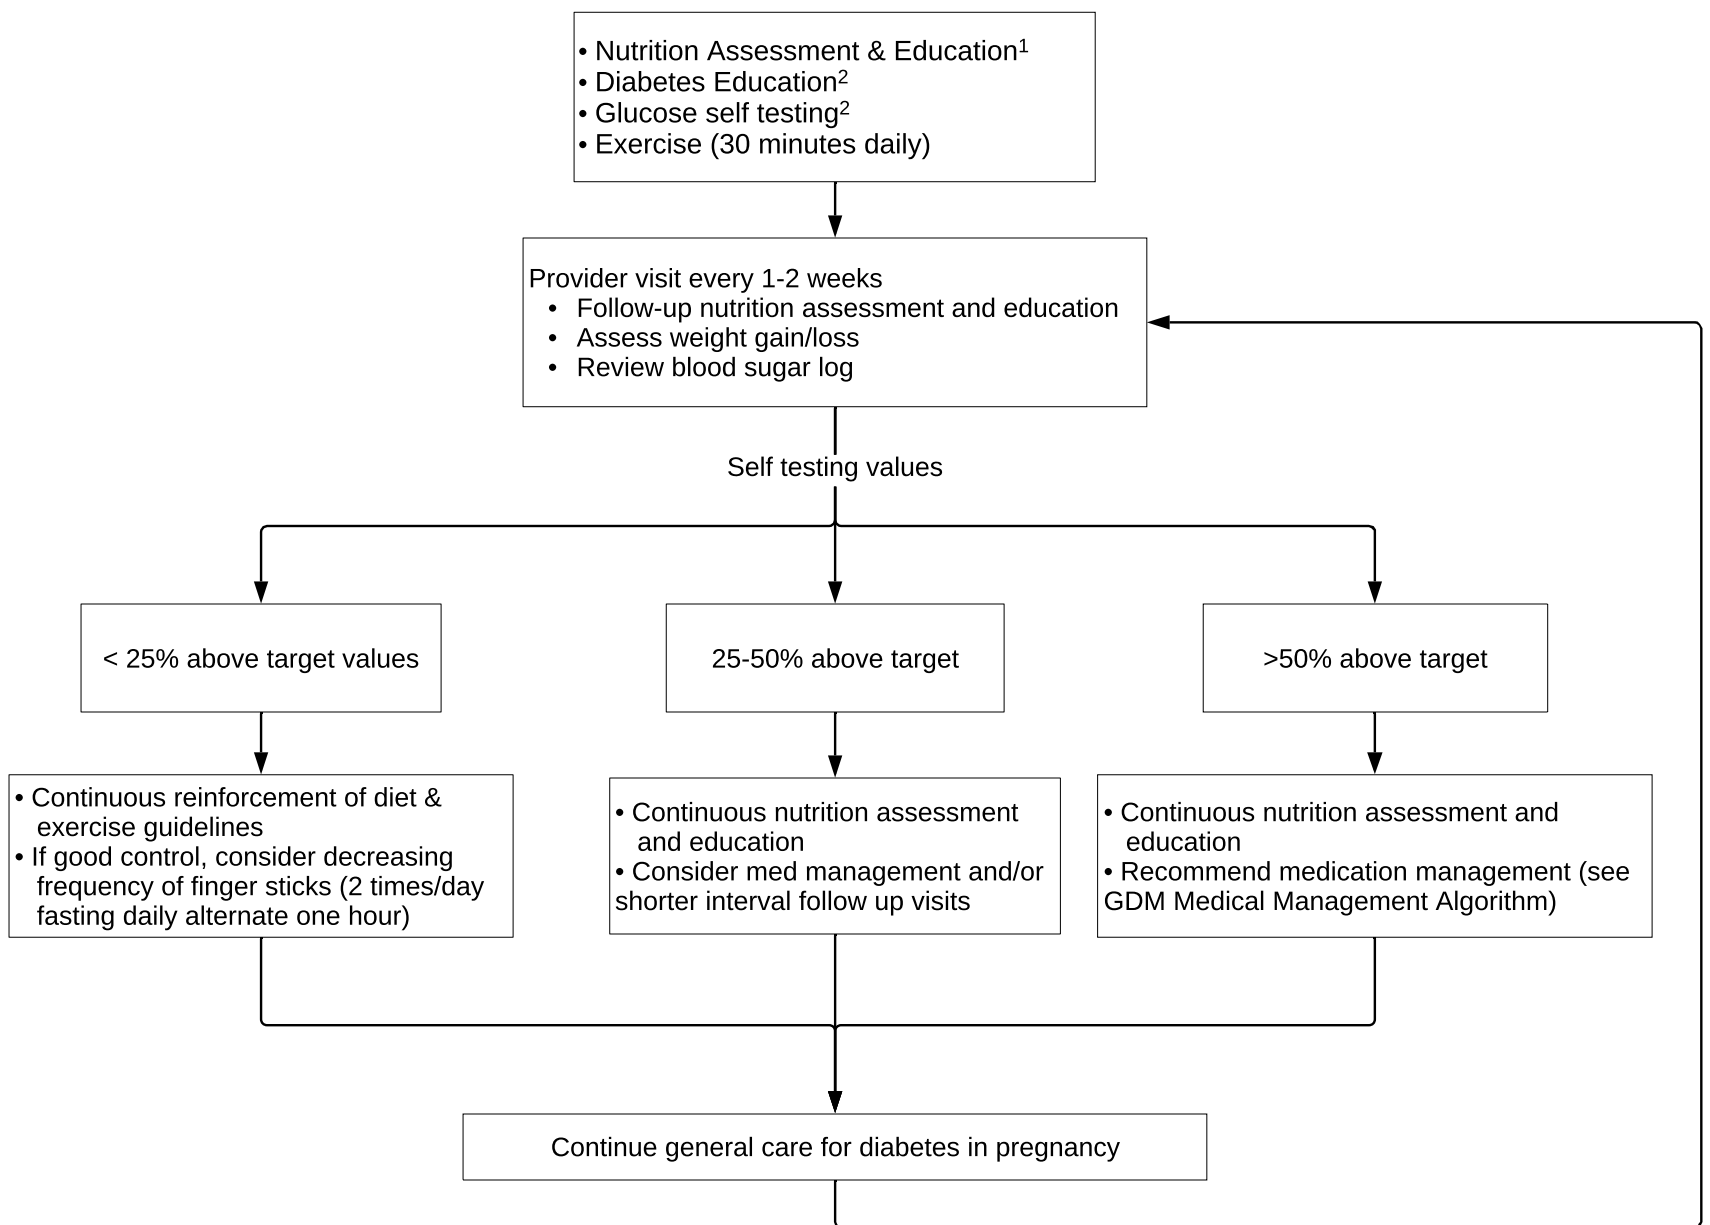 • Nutrition Assessment & Education¹
• Diabetes Education²
• Glucose self testing²
• Exercise (30 minutes daily)
Provider visit every 1-2 weeks
• Follow-up nutrition assessment and education
• Assess weight gain/loss
• Review blood sugar log
Self testing values
< 25% above target values
25-50% above target
>50% above target
• Continuous reinforcement of diet &
exercise guidelines
• If good control, consider decreasing
frequency of finger sticks (2 times/day
fasting daily alternate one hour)
• Continuous nutrition assessment
and education
• Consider med management and/or
shorter interval follow up visits
• Continuous nutrition assessment and
education
• Recommend medication management (see
GDM Medical Management Algorithm)
Continue general care for diabetes in pregnancy